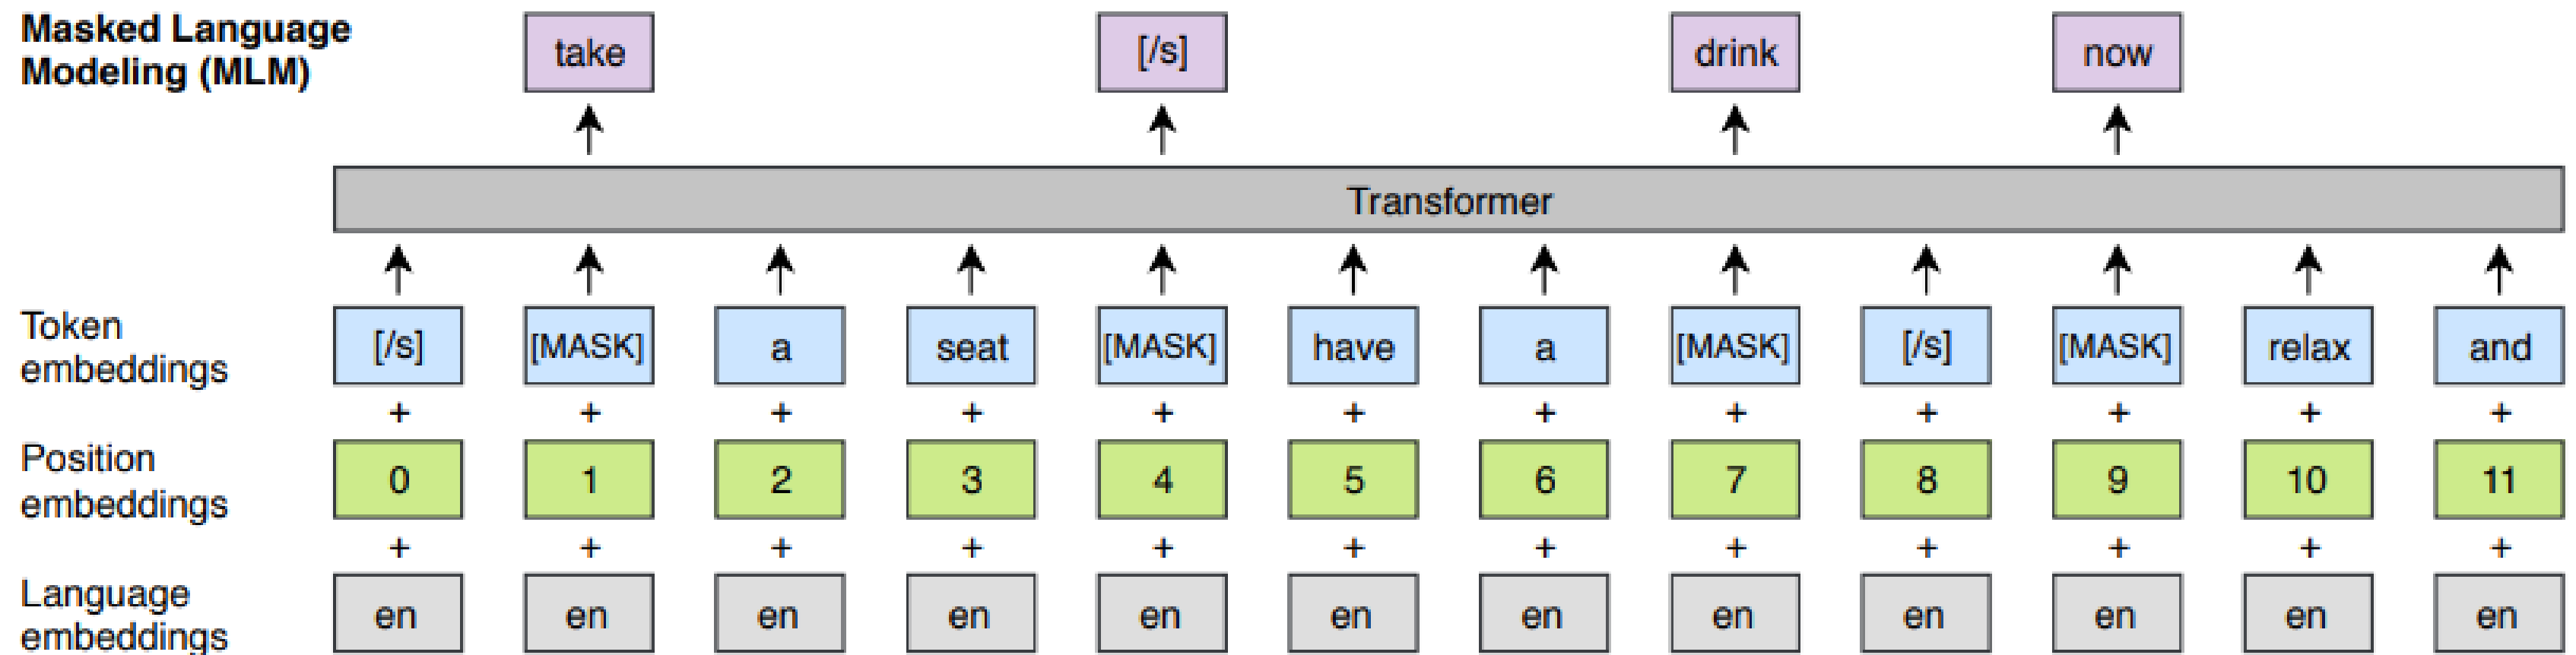 Masked Language
Modeling (MLM)
take [/s] drink now
Transformer
Token
embeddings
[/s] [MASK] a seat [MASK] have a [MASK] [/s] [MASK] relax and
+ + + + + + + + + + + +
Position
embeddings
0 1 2 3 4 5 6 7 8 9 10 11
+ + + + + + + + + + + +
Language
embeddings
en en en en en en en en en en en en